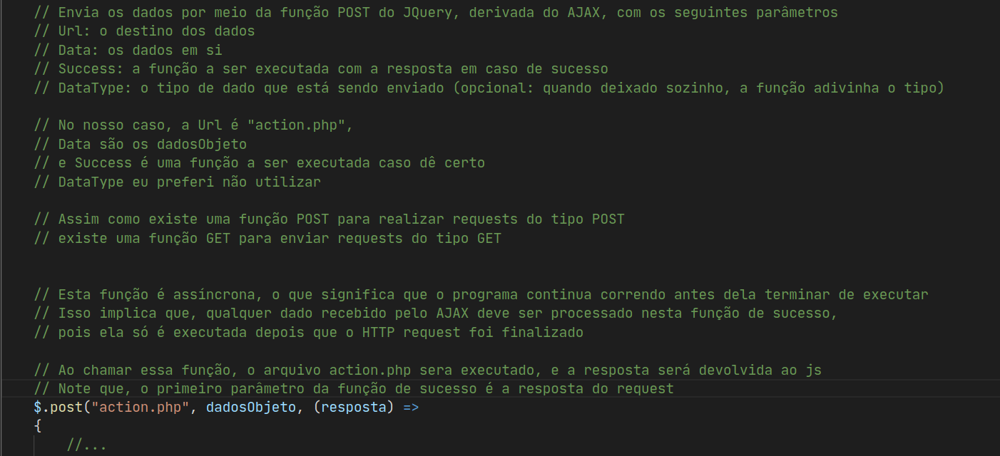 // Envia os dados por meio da função POST do JQuery, derivada do AJAX, com os seguintes parâmetros
// Url: o destino dos dados
// Data: os dados em si
// Success: a função a ser executada com a resposta em caso de sucesso
// DataType: o tipo de dado que está sendo enviado (opcional: quando deixado sozinho, a função adivinha o tipo)
// No nosso caso, a Url é "action.php",
// Data são os dadosObjeto
// e Success é uma função a ser executada caso dê certo
// DataType eu preferi não utilizar
// Assim como existe uma função POST para realizar requests do tipo POST
// existe uma função GET para enviar requests do tipo GET
// Esta função é assíncrona, o que significa que o programa continua correndo antes dela terminar de executar
// Isso implica que, qualquer dado recebido pelo AJAX deve ser processado nesta função de sucesso,
// pois ela só é executada depois que o HTTP request foi finalizado
// Ao chamar essa função, o arquivo action.php sera executado, e a resposta será devolvida ao js
// Note que, o primeiro parâmetro da função de sucesso é a resposta do request
$.post("action.php", dadosObjeto, (resposta) =>
{
//...